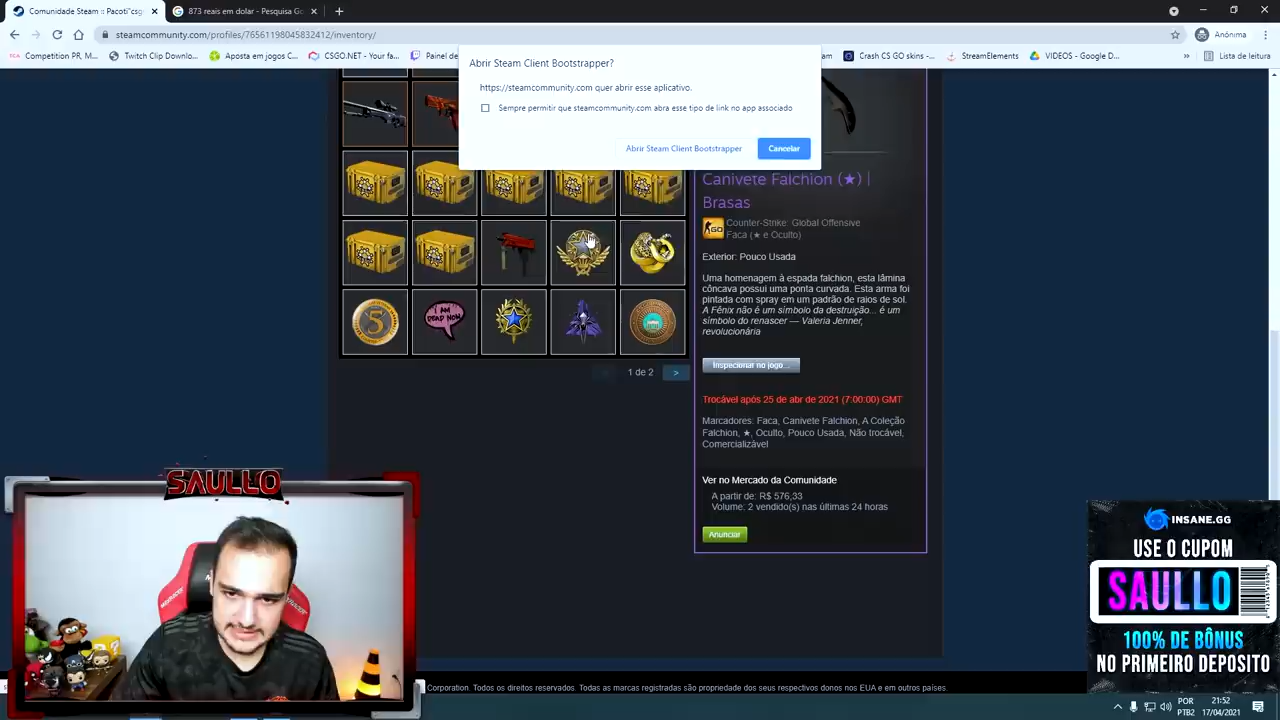 Comunidade Steam :: Pacoti"csg
873 reais em dolar - Pesquisa G
steamcommunity.com/profiles/76561198045832412/inventory/
Anônima
Competition PR, M...
Twitch Clip Downlo...
Aposta em jogos C...
CSGO.NET - Your fa...
Painel de
am
Crash CS GO skins -...
StreamElements
VIDEOS - Google D...
Lista de leitura
Abrir Steam Client Bootstrapper?
https://steamcommunity.com quer abrir esse aplicativo.
Sempre permitir que steamcommunity.com abra esse tipo de link no app associado
Abrir Steam Client Bootstrapper
Cancelar
Canivete Falchion (★) |
Brasas
GO
Counter-Strike: Global Offensive
Faca (★ e Oculto)
Exterior: Pouco Usada
Uma homenagem à espada falchion, esta lâmina
côncava possui uma ponta curvada. Esta arma foi
pintada com spray em um padrão de raios de sol.
A Fênix não é um símbolo da destruição... é um
símbolo do renascer — Valeria Jenner,
revolucionária
5
I AM
DEAD NOW
Inspecionar no jogo...
1 de 2
>
Trocável após 25 de abr de 2021 (7:00:00) GMT
Marcadores: Faca, Canivete Falchion, A Coleção
Falchion, ★, Oculto, Pouco Usada, Não trocável,
Comercializável
Ver no Mercado da Comunidade
A partir de: R$ 576,33
Volume: 2 vendido(s) nas últimas 24 horas
Anunciar
SAULLO
INSANE.GG
USE O CUPOM
SAULLO
100% DE BÔNUS
NO PRIMEIRO DEPOSITO
Corporation. Todos os direitos reservados. Todas as marcas registradas são propriedade dos seus respectivos donos nos EUA e em outros países.
POR
PTB2
21:52
17/04/2021